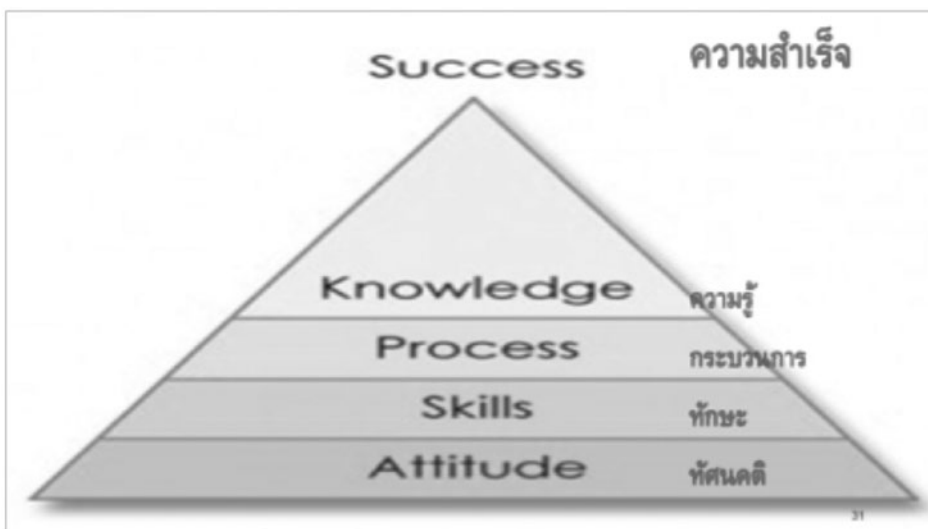 Success ความสำเร็จ
Knowledge ความรู้
Process กระบวนการ
Skills ทักษะ
Attitude ทัศนคติ
31